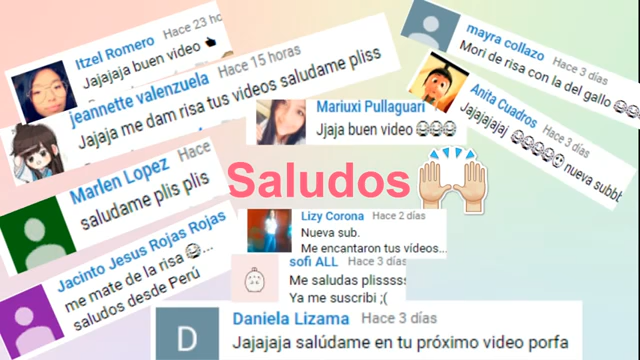 Itzel Romero Hace 23 ho
Jajajaja buen video
jeannette valenzuela Hace 15 horas
Jajaja me dam risa tus videos saludame pliss
mayra collazo Hace 3 días
Mori de risa con la del gallo 😂😂😂
Anita Cuadros Hace 3 días
Jajajajajaj 😂😂😂😂😂 nueva subbt
Mariuxi Pullaguari
Jjaja buen video 😂😂😂
Marlen Lopez Hace
saludame plis plis
Saludos 🙌
Jacinto Jesus Rojas Rojas
me mate de la risa 😂...
saludos desde Perú
Lizy Corona Hace 2 días
Nueva sub.
Me encantaron tus vídeos...
sofi ALL Hace 3 días
Me saludas plisssss
Ya me suscribi ;(
D
Daniela Lizama Hace 3 días
Jajajaja salúdame en tu próximo video porfa